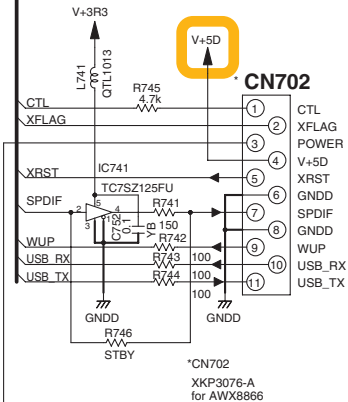 V+3R3
V+5D
L741
QTL1013
R745
4.7k
* CN702
CTL
1
CTL
XFLAG
2
XFLAG
3
POWER
4
V+5D
XRST
IC741
5
XRST
TC7SZ125FU
6
GNDD
SPDIF
2
5
4
3
1
C752
0.1
YB
R741
150
7
SPDIF
8
GNDD
WUP
R742
100
9
WUP
USB_RX
R743
100
10
USB_RX
USB_TX
R744
100
11
USB_TX
GNDD
GNDD
R746
STBY
*CN702
XKP3076-A
for AWX8866